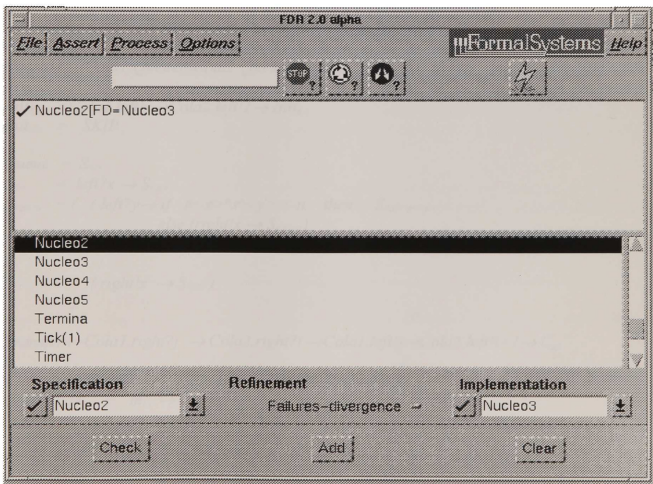 FDR 2.0 alpha
File Assert Process Options FormalSystems Help
STOP ? ? ?
✓ Nucleo2[FD=Nucleo3
Nucleo2
Nucleo3
Nucleo4
Nucleo5
Termina
Tick(1)
Timer
Specification Refinement Implementation
Nucleo2 Failures-divergence Nucleo3
Check Add Clear